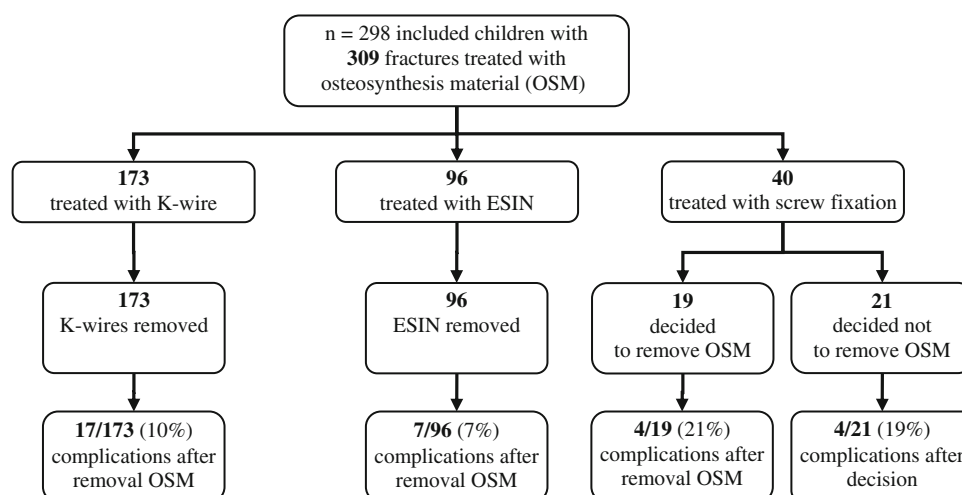 n = 298 included children with
309 fractures treated with
osteosynthesis material (OSM)
173
treated with K-wire
96
treated with ESIN
40
treated with screw fixation
173
K-wires removed
96
ESIN removed
19
decided
to remove OSM
21
decided not
to remove OSM
17/173 (10%)
complications after
removal OSM
7/96 (7%)
complications after
removal OSM
4/19 (21%)
complications after
removal OSM
4/21 (19%)
complications after
decision